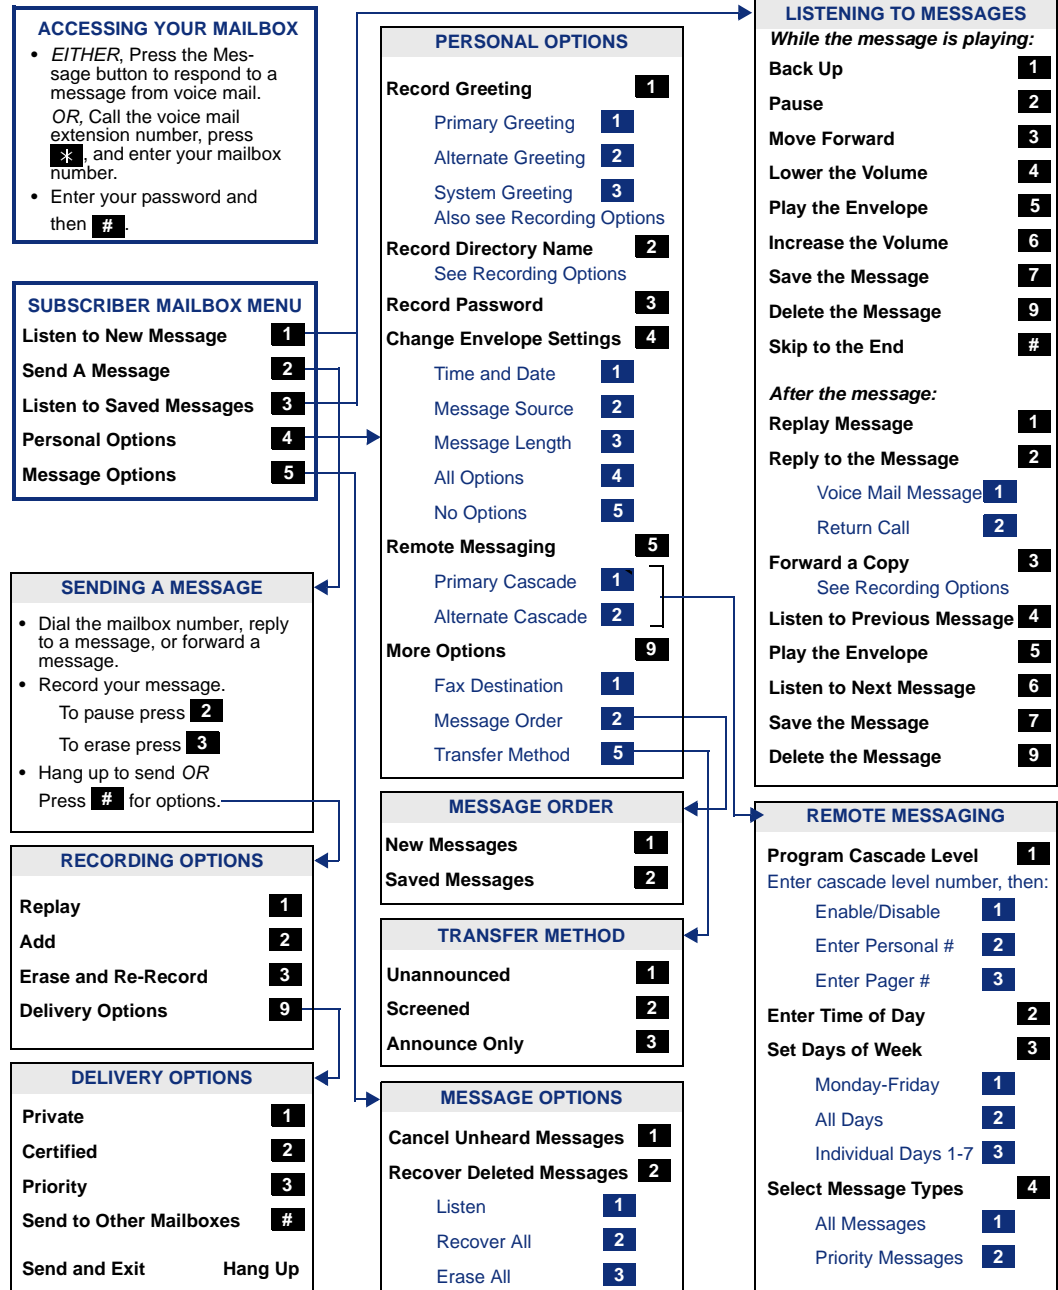 ACCESSING YOUR MAILBOX
• EITHER, Press the Mes-
sage button to respond to a
message from voice mail.
OR, Call the voice mail
extension number, press
* , and enter your mailbox
number.
• Enter your password and
then # .
SUBSCRIBER MAILBOX MENU
Listen to New Message 1
Send A Message 2
Listen to Saved Messages 3
Personal Options 4
Message Options 5
SENDING A MESSAGE
• Dial the mailbox number, reply
to a message, or forward a
message.
• Record your message.
To pause press 2
To erase press 3
• Hang up to send OR
Press # for options.
RECORDING OPTIONS
Replay 1
Add 2
Erase and Re-Record 3
Delivery Options 9
DELIVERY OPTIONS
Private 1
Certified 2
Priority 3
Send to Other Mailboxes #
Send and Exit Hang Up
PERSONAL OPTIONS
Record Greeting 1
Primary Greeting 1
Alternate Greeting 2
System Greeting 3
Also see Recording Options
Record Directory Name 2
See Recording Options
Record Password 3
Change Envelope Settings 4
Time and Date 1
Message Source 2
Message Length 3
All Options 4
No Options 5
Remote Messaging 5
Primary Cascade 1
Alternate Cascade 2
More Options 9
Fax Destination 1
Message Order 2
Transfer Method 5
MESSAGE ORDER
New Messages 1
Saved Messages 2
TRANSFER METHOD
Unannounced 1
Screened 2
Announce Only 3
MESSAGE OPTIONS
Cancel Unheard Messages 1
Recover Deleted Messages 2
Listen 1
Recover All 2
Erase All 3
LISTENING TO MESSAGES
While the message is playing:
Back Up 1
Pause 2
Move Forward 3
Lower the Volume 4
Play the Envelope 5
Increase the Volume 6
Save the Message 7
Delete the Message 9
Skip to the End #
After the message:
Replay Message 1
Reply to the Message 2
Voice Mail Message 1
Return Call 2
Forward a Copy 3
See Recording Options
Listen to Previous Message 4
Play the Envelope 5
Listen to Next Message 6
Save the Message 7
Delete the Message 9
REMOTE MESSAGING
Program Cascade Level 1
Enter cascade level number, then:
Enable/Disable 1
Enter Personal # 2
Enter Pager # 3
Enter Time of Day 2
Set Days of Week 3
Monday-Friday 1
All Days 2
Individual Days 1-7 3
Select Message Types 4
All Messages 1
Priority Messages 2